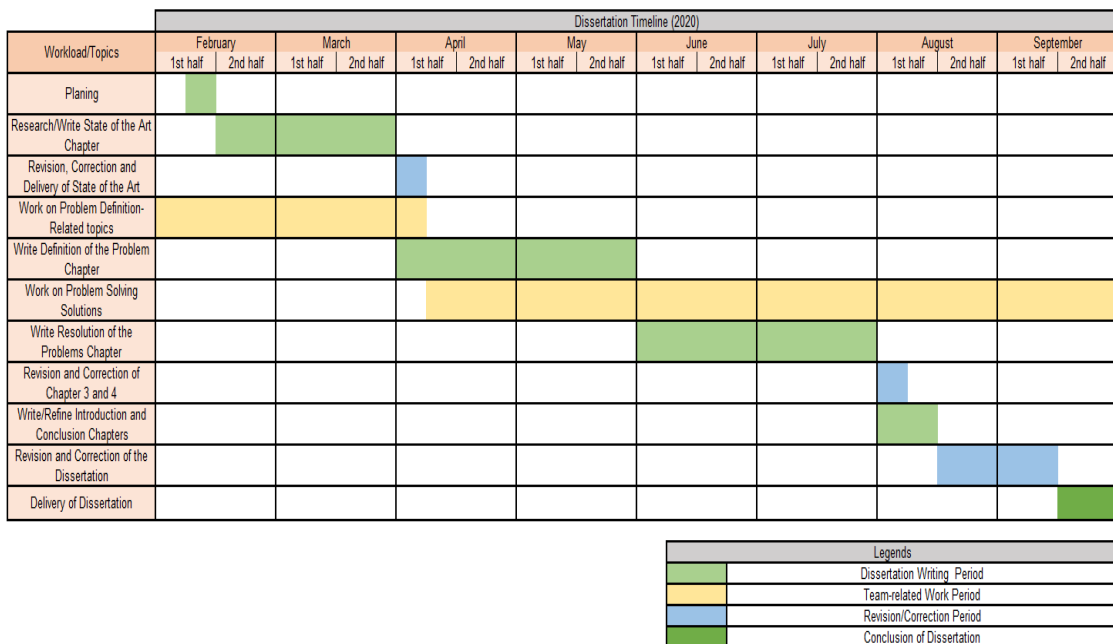 Dissertation Timeline (2020)
Workload/Topics
February
March
April
May
June
July
August
September
1st half 2nd half 1st half 2nd half 1st half 2nd half 1st half 2nd half 1st half 2nd half 1st half 2nd half 1st half 2nd half 1st half 2nd half
Planing
Research/Write State of the Art
Chapter
Revision, Correction and
Delivery of State of the Art
Work on Problem Definition-
Related topics
Write Definition of the Problem
Chapter
Work on Problem Solving
Solutions
Write Resolution of the
Problems Chapter
Revision and Correction of
Chapter 3 and 4
Write/Refine Introduction and
Conclusion Chapters
Revision and Correction of the
Dissertation
Delivery of Dissertation
Legends
Dissertation Writing Period
Team-related Work Period
Revision/Correction Period
Conclusion of Dissertation